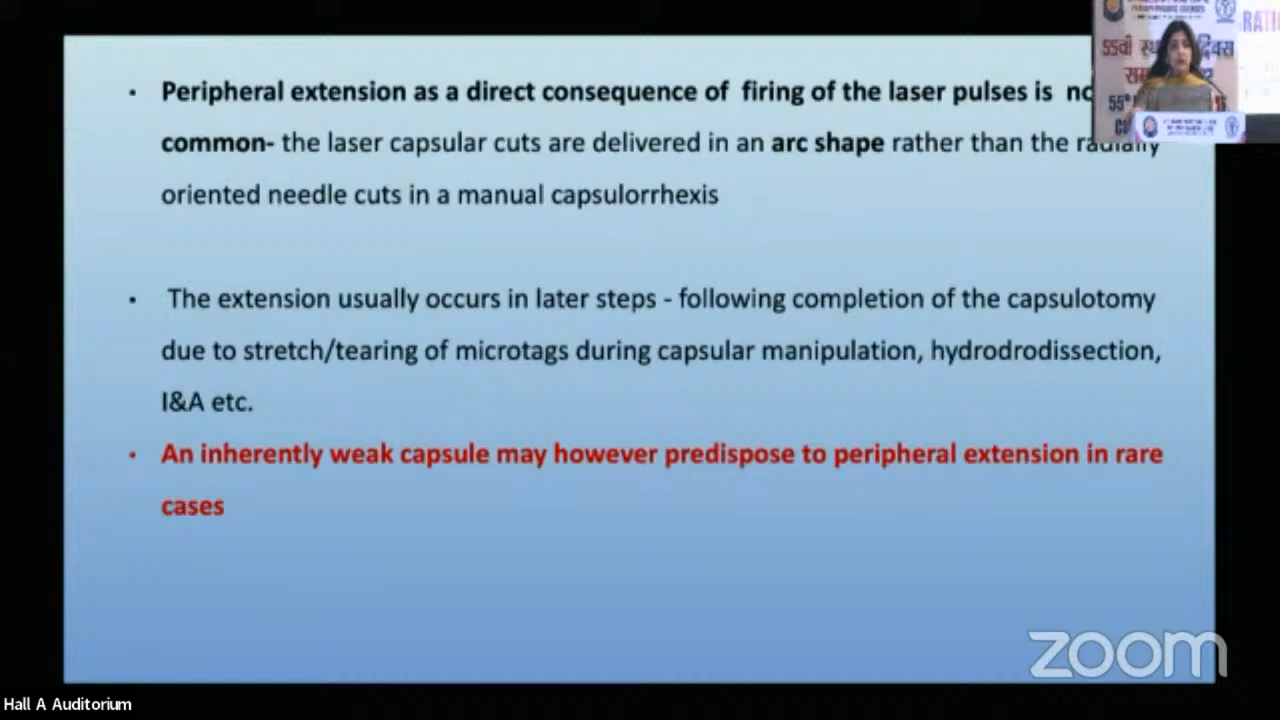 • Peripheral extension as a direct consequence of firing of the laser pulses is
common- the laser capsular cuts are delivered in an arc shape rather than the radially
oriented needle cuts in a manual capsulorrhexis
• The extension usually occurs in later steps - following completion of the capsulotomy
due to stretch/tearing of microtags during capsular manipulation, hydrodrodissection,
I&A etc.
• An inherently weak capsule may however predispose to peripheral extension in rare
cases
55वाँ
zoom
Hall A Auditorium